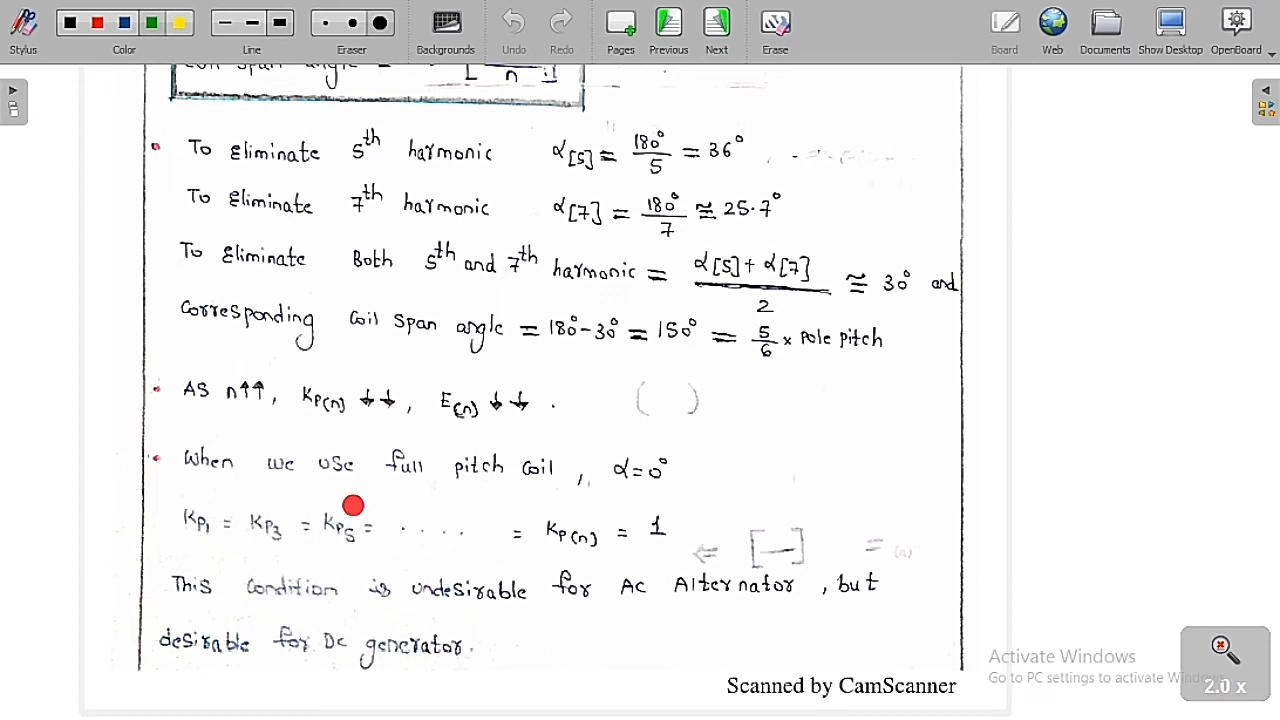 Stylus
Color
Line
Eraser
Backgrounds
Undo
Redo
Pages
Previous
Next
Erase
Board
Web
Documents
Show Desktop
OpenBoard
n
• To Eliminate 5th harmonic α[5] = 180°/5 = 36°
To Eliminate 7th harmonic α[7] = 180°/7 ≅ 25.7°
To Eliminate Both 5th and 7th harmonic = α[5] + α[7] / 2 ≅ 30° and
Corresponding Coil Span angle = 180° - 30° = 150° = 5/6 × Pole Pitch
• As n↑↑, Kp(n) ↓↓, E(n) ↓↓.
• When we use full pitch coil, α = 0°
Kp1 = Kp3 = Kp5 = ..... = Kp(n) = 1
This Condition is undesirable for Ac Alternator, but
desirable for Dc generator.
Activate Windows
Go to PC settings to activate
2.0 x
Scanned by CamScanner